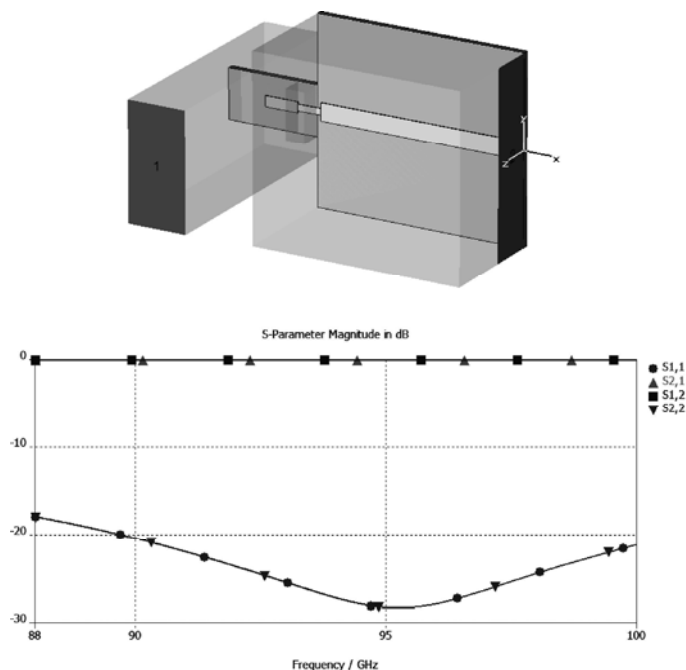 1
y
z
x
S-Parameter Magnitude in dB
0
-10
-20
-30
88
90
95
100
Frequency / GHz
S1,1
S2,1
S1,2
S2,2